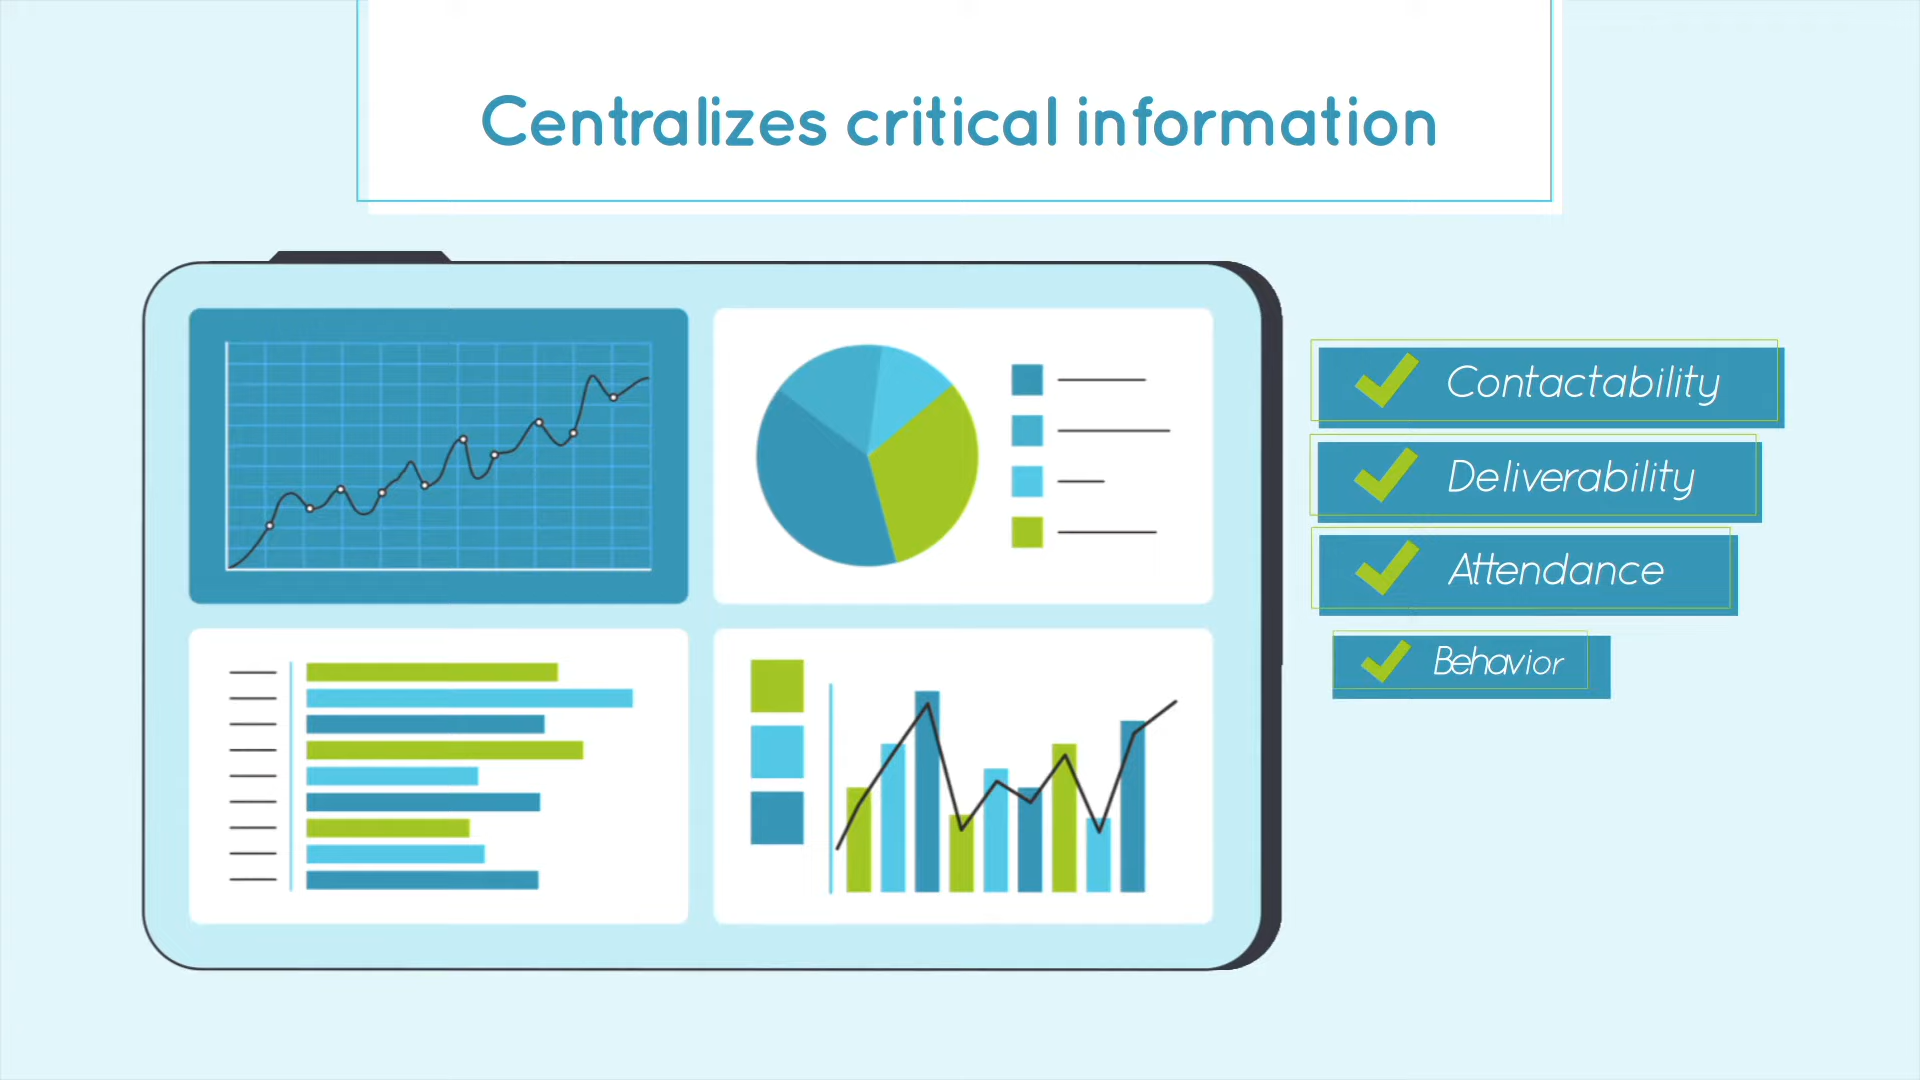 Centralizes critical information
Contactability
Deliverability
Attendance
Behavior